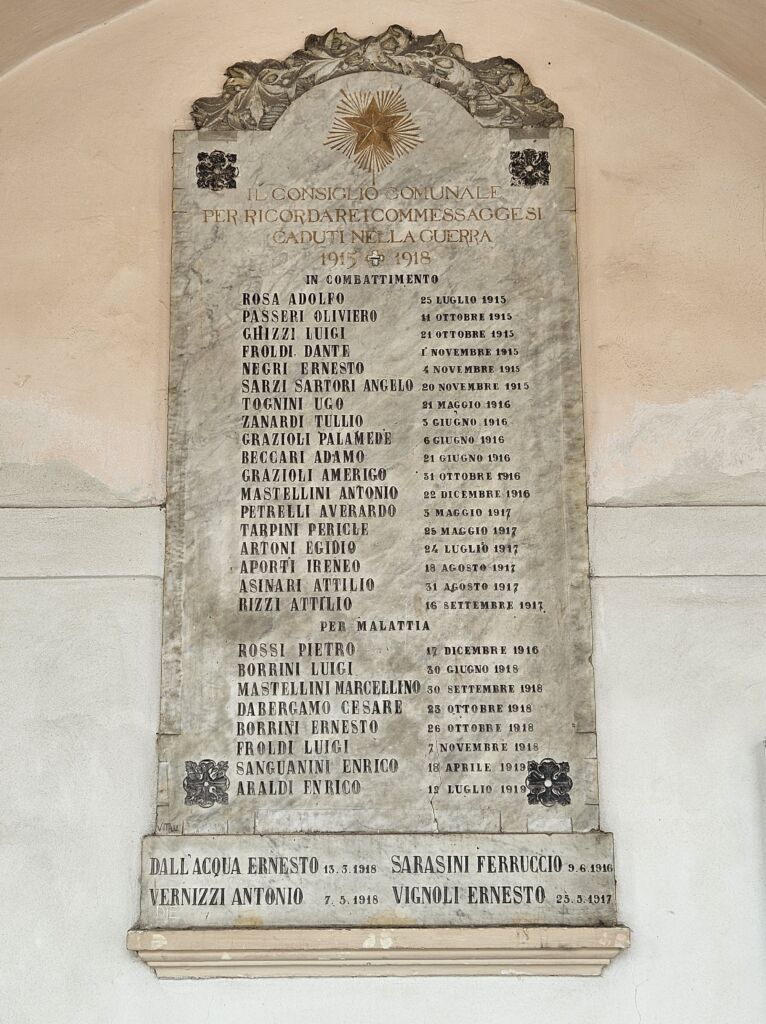 IL CONSIGLIO COMUNALE
PER RICORDARE I COMMESSAGGESI
CADUTI NELLA GUERRA
1915 1918
IN COMBATTIMENTO
ROSA ADOLFO 25 LUGLIO 1915
PASSERI OLIVIERO 11 OTTOBRE 1915
GHIZZI LUIGI 21 OTTOBRE 1915
FROLDI DANTE 1° NOVEMBRE 1915
NEGRI ERNESTO 4 NOVEMBRE 1915
SARZI SARTORI ANGELO 20 NOVEMBRE 1915
TOGNINI UGO 21 MAGGIO 1916
ZANARDI TULLIO 3 GIUGNO 1916
GRAZIOLI PALAMEDE 6 GIUGNO 1916
BECCARI ADAMO 21 GIUGNO 1916
GRAZIOLI AMERIGO 31 OTTOBRE 1916
MASTELLINI ANTONIO 22 DICEMBRE 1916
PETRELLI AVERARDO 3 MAGGIO 1917
TARPINI PERICLE 25 MAGGIO 1917
ARTONI EGIDIO 24 LUGLIO 1917
APORTI IRENEO 18 AGOSTO 1917
ASINARI ATTILIO 31 AGOSTO 1917
RIZZI ATTILIO 16 SETTEMBRE 1917
PER MALATTIA
ROSSI PIETRO 17 DICEMBRE 1916
BORRINI LUIGI 30 GIUGNO 1918
MASTELLINI MARCELLINO 30 SETTEMBRE 1918
DABERGAMO CESARE 23 OTTOBRE 1918
BORRINI ERNESTO 26 OTTOBRE 1918
FROLDI LUIGI 7 NOVEMBRE 1918
SANGUANINI ENRICO 18 APRILE 1919
ARALDI ENRICO 12 LUGLIO 1919
DALL'ACQUA ERNESTO 13.3.1918 SARASINI FERRUCCIO 9.6.1916
VERNIZZI ANTONIO 7.5.1918 VIGNOLI ERNESTO 25.5.1917